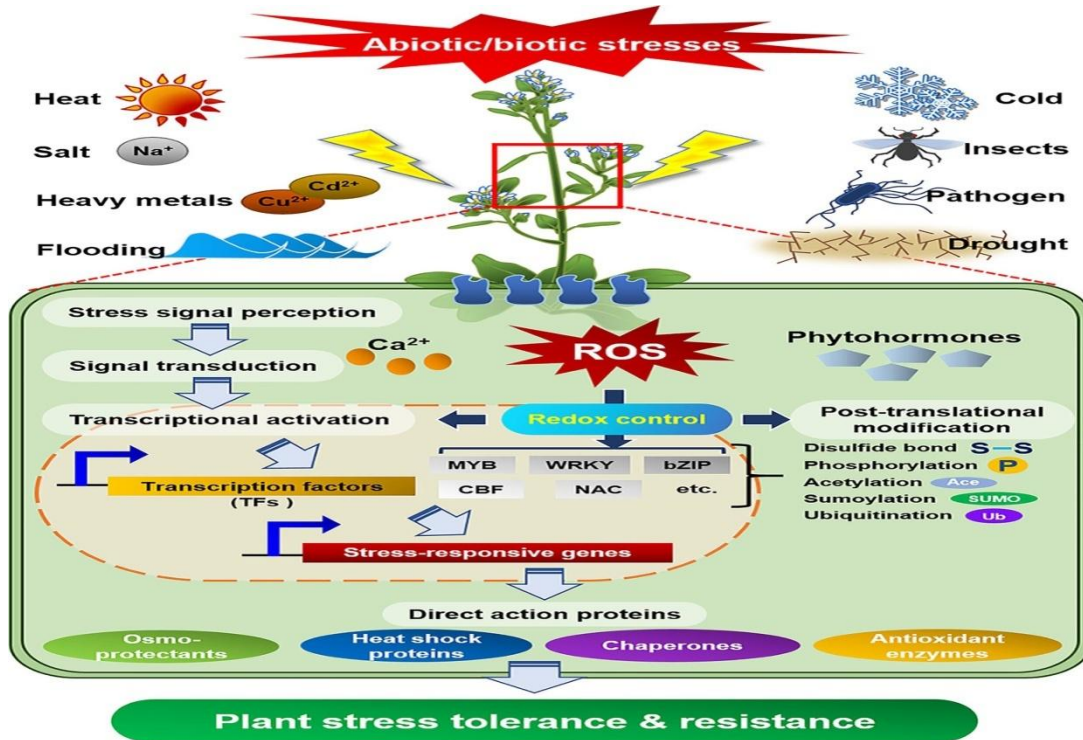 Abiotic/biotic stresses
Heat
Salt
Na⁺
Heavy metals
Cu²⁺
Cd²⁺
Flooding
Cold
Insects
Pathogen
Drought
Stress signal perception
Signal transduction
Ca²⁺
ROS
Phytohormones
Transcriptional activation
Redox control
Post-translational
modification
Disulfide bond S–S
Phosphorylation P
Acetylation Ace
Sumoylation SUMO
Ubiquitination Ub
MYB WRKY bZIP
CBF NAC etc.
Transcription factors
(TFs )
Stress-responsive genes
Direct action proteins
Osmo-
protectants
Heat shock
proteins
Chaperones
Antioxidant
enzymes
Plant stress tolerance & resistance